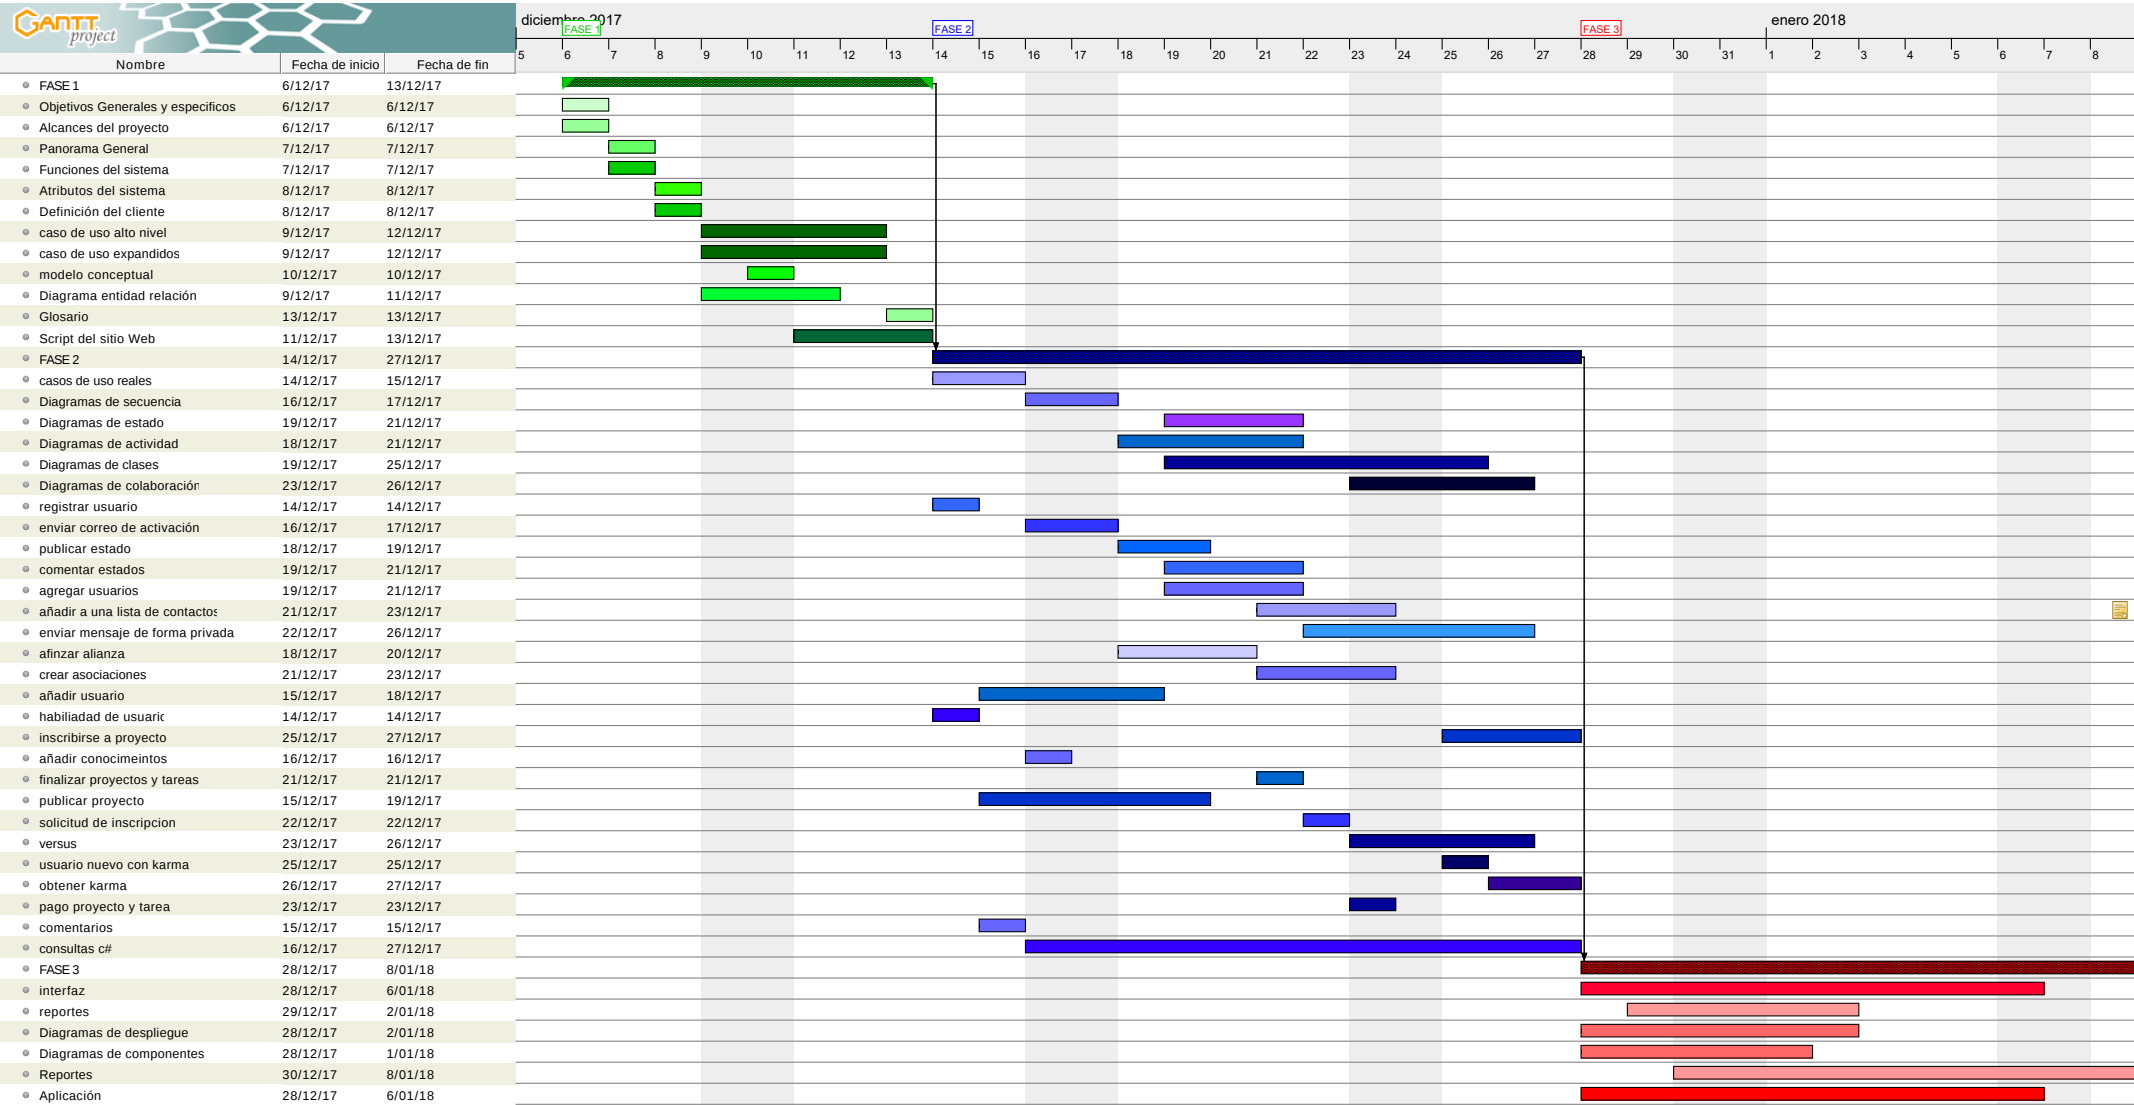 GANTT
project
diciembre 2017
enero 2018
FASE 1
FASE 2
FASE 3
Nombre Fecha de inicio Fecha de fin
5 6 7 8 9 10 11 12 13 14 15 16 17 18 19 20 21 22 23 24 25 26 27 28 29 30 31 1 2 3 4 5 6 7 8
FASE 1 6/12/17 13/12/17
Objetivos Generales y especificos 6/12/17 6/12/17
Alcances del proyecto 6/12/17 6/12/17
Panorama General 7/12/17 7/12/17
Funciones del sistema 7/12/17 7/12/17
Atributos del sistema 8/12/17 8/12/17
Definición del cliente 8/12/17 8/12/17
caso de uso alto nivel 9/12/17 12/12/17
caso de uso expandidos 9/12/17 12/12/17
modelo conceptual 10/12/17 10/12/17
Diagrama entidad relación 9/12/17 11/12/17
Glosario 13/12/17 13/12/17
Script del sitio Web 11/12/17 13/12/17
FASE 2 14/12/17 27/12/17
casos de uso reales 14/12/17 15/12/17
Diagramas de secuencia 16/12/17 17/12/17
Diagramas de estado 19/12/17 21/12/17
Diagramas de actividad 18/12/17 21/12/17
Diagramas de clases 19/12/17 25/12/17
Diagramas de colaboración 23/12/17 26/12/17
registrar usuario 14/12/17 14/12/17
enviar correo de activación 16/12/17 17/12/17
publicar estado 18/12/17 19/12/17
comentar estados 19/12/17 21/12/17
agregar usuarios 19/12/17 21/12/17
añadir a una lista de contactos 21/12/17 23/12/17
enviar mensaje de forma privada 22/12/17 26/12/17
afinzar alianza 18/12/17 20/12/17
crear asociaciones 21/12/17 23/12/17
añadir usuario 15/12/17 18/12/17
habiliadad de usuario 14/12/17 14/12/17
inscribirse a proyecto 25/12/17 27/12/17
añadir conocimeintos 16/12/17 16/12/17
finalizar proyectos y tareas 21/12/17 21/12/17
publicar proyecto 15/12/17 19/12/17
solicitud de inscripcion 22/12/17 22/12/17
versus 23/12/17 26/12/17
usuario nuevo con karma 25/12/17 25/12/17
obtener karma 26/12/17 27/12/17
pago proyecto y tarea 23/12/17 23/12/17
comentarios 15/12/17 15/12/17
consultas c# 16/12/17 27/12/17
FASE 3 28/12/17 8/01/18
interfaz 28/12/17 6/01/18
reportes 29/12/17 2/01/18
Diagramas de despliegue 28/12/17 2/01/18
Diagramas de componentes 28/12/17 1/01/18
Reportes 30/12/17 8/01/18
Aplicación 28/12/17 6/01/18